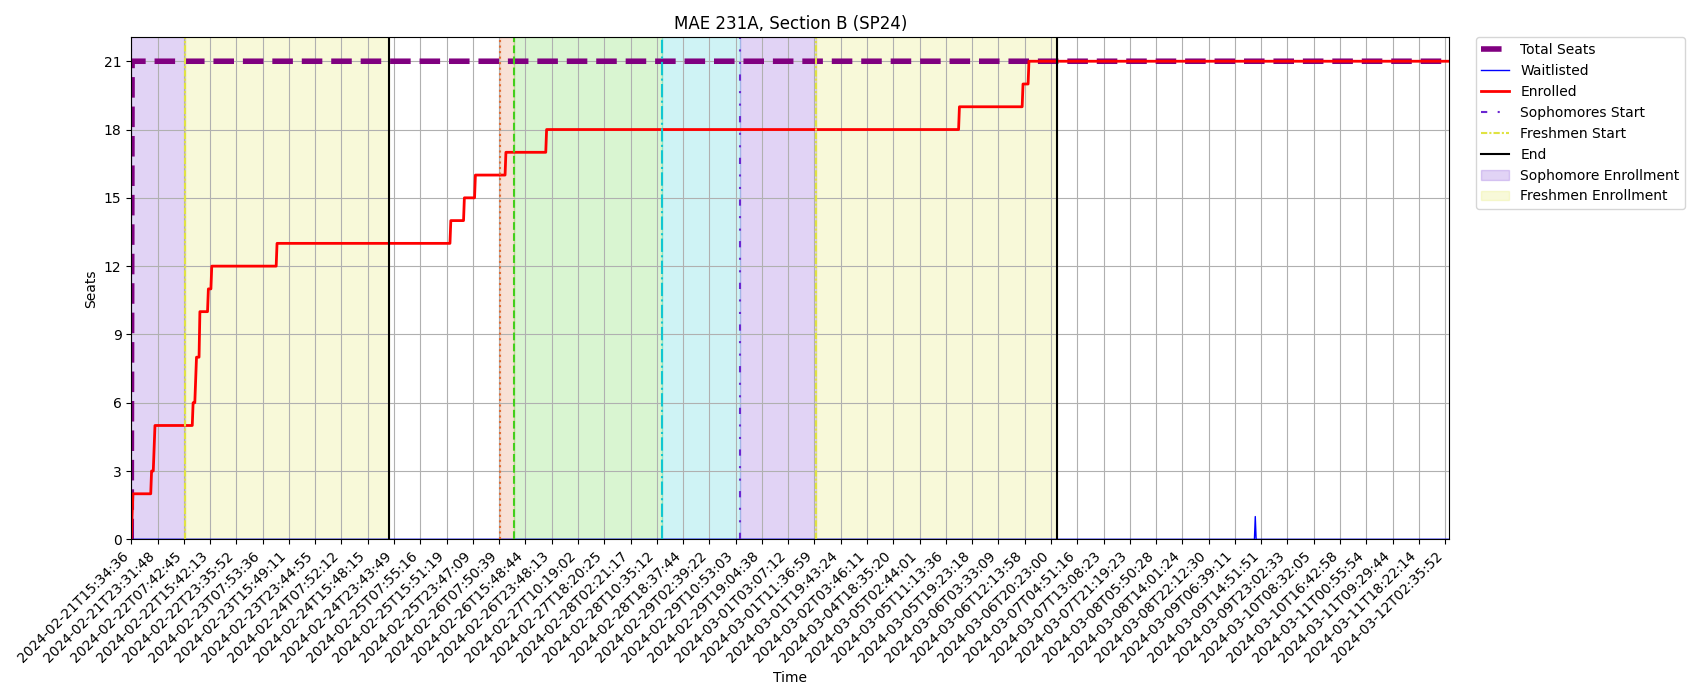 MAE 231A, Section B (SP24)
Seats
21
18
15
12
9
6
3
0
2024-02-21T15:34:36
2024-02-21T23:31:48
2024-02-22T07:42:45
2024-02-22T15:42:13
2024-02-22T23:35:52
2024-02-23T07:53:36
2024-02-23T15:49:11
2024-02-23T23:44:55
2024-02-24T07:52:12
2024-02-24T15:48:15
2024-02-24T23:43:49
2024-02-25T07:55:16
2024-02-25T15:51:19
2024-02-25T23:47:09
2024-02-26T07:50:39
2024-02-26T15:48:44
2024-02-26T23:48:13
2024-02-27T10:19:02
2024-02-27T18:20:25
2024-02-28T02:21:17
2024-02-28T10:35:12
2024-02-28T18:37:44
2024-02-29T02:39:22
2024-02-29T10:53:03
2024-02-29T19:04:38
2024-03-01T03:07:12
2024-03-01T11:36:59
2024-03-01T19:43:24
2024-03-02T03:46:11
2024-03-04T18:35:20
2024-03-05T02:44:01
2024-03-05T11:13:36
2024-03-05T19:23:18
2024-03-06T03:33:09
2024-03-06T12:13:58
2024-03-06T20:23:00
2024-03-07T04:51:16
2024-03-07T13:08:23
2024-03-07T21:19:23
2024-03-08T05:50:28
2024-03-08T14:01:24
2024-03-08T22:12:30
2024-03-09T06:39:11
2024-03-09T14:51:51
2024-03-09T23:02:33
2024-03-10T08:32:05
2024-03-10T16:42:58
2024-03-11T00:55:54
2024-03-11T09:29:44
2024-03-11T18:22:14
2024-03-12T02:35:52
Time
Total Seats
Waitlisted
Enrolled
Sophomores Start
Freshmen Start
End
Sophomore Enrollment
Freshmen Enrollment